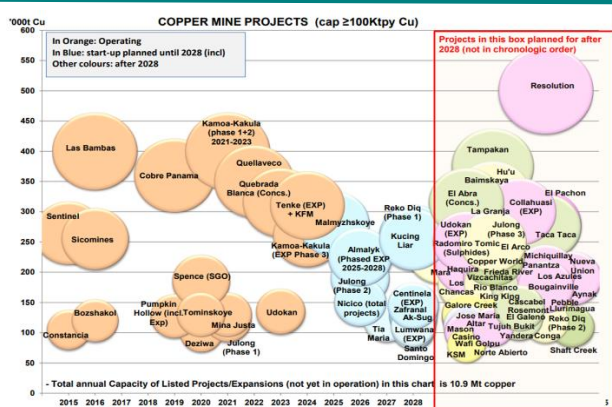 '000t Cu
COPPER MINE PROJECTS (cap ≥100Ktpy Cu)
600
550
500
450
400
350
300
250
200
150
100
50
0
In Orange: Operating
In Blue: start-up planned until 2028 (incl)
Other colours: after 2028
Projects in this box planned for after
2028 (not in chronologic order)
Las Bambas
Sentinel
Sicomines
Constancia
Bozshakol
Cobre Panama
Pumpkin
Hollow (incl.
Exp)
Spence (SGO)
Tominskoye
Deziwa
Kamoa-Kakula
(phase 1+2)
2021-2023
Mina Justa
Julong
(Phase 1)
Quellaveco
Quebrada
Blanca (Concs.)
Udokan
Tenke (EXP)
+ KFM
Kamoa-Kakula
(EXP Phase 3)
Malmyzhskoye
Almalyk
(Phased EXP
2025-2028)
Julong
(Phase 2)
Nicico (total
projects)
Tia
Maria
Reko Diq
(Phase 1)
Kucing
Liar
Centinela
(EXP)
Zafranal
Ak-Sug
Lumwana
(EXP)
Santo
Domingo
Resolution
Tampakan
Hu'u
Baimskaya
El Abra
(Concs.)
La Granja
Collahuasi
(EXP)
El Pachon
Udokan
(EXP)
Julong
(Phase 3)
Taca Taca
Radomiro Tomic
(Sulphides)
El Arco
Mara
Haquira
Copper World
Michiquillay
Panantza
Nueva
Union
Vizcachitas
Frieda River
Los Azules
Los
Chancas
Rio Blanco
Bougainville
Aynak
King Kigg
Galore Creek
Cascabel
Pebble
Rosemont
Llurimagua
Jose Maria
El Galeno
Reko Diq
(Phase 2)
Altar
Mason
Tujuh Bukit
Casino
Yandera
Conga
Wafi Golpu
KSM
Norte Abierto
Shaft Creek
- Total annual Capacity of Listed Projects/Expansions (not yet in operation) in this chart is 10.9 Mt copper
2015 2016 2017 2018 2019 2020 2021 2022 2023 2024 2025 2026 2027 2028